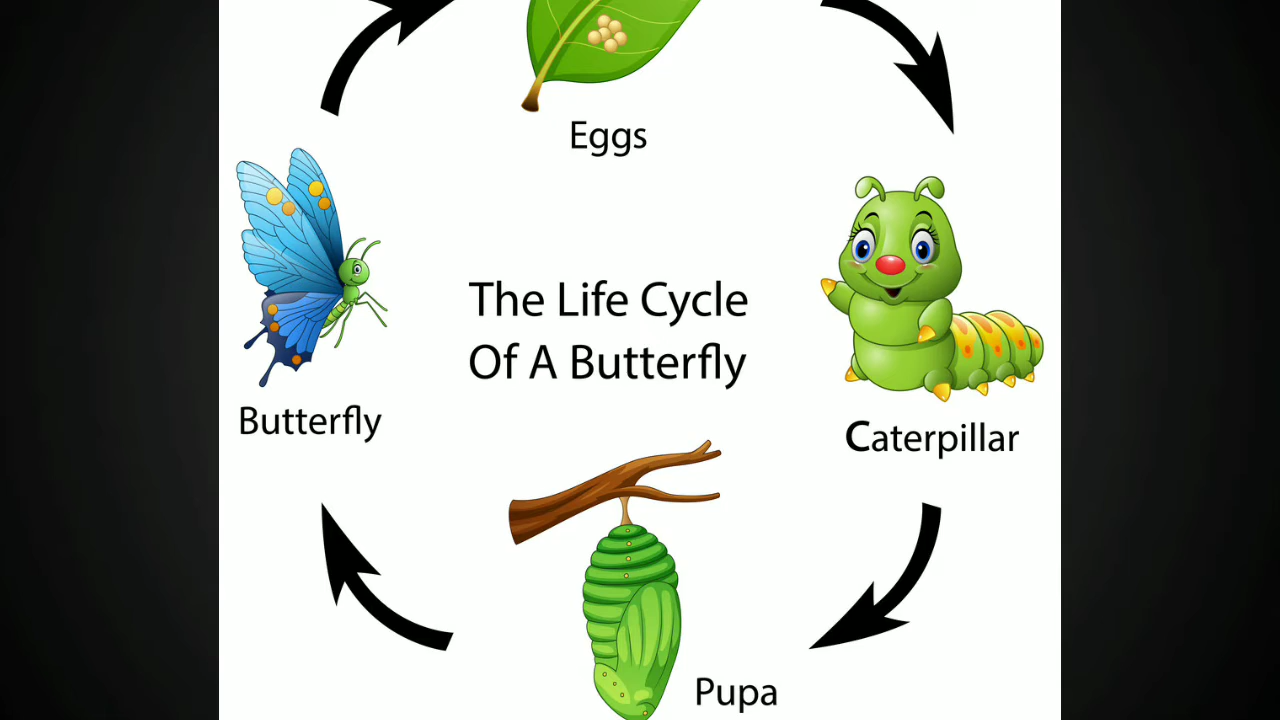 Eggs
The Life Cycle
Of A Butterfly
Butterfly
Caterpillar
Pupa